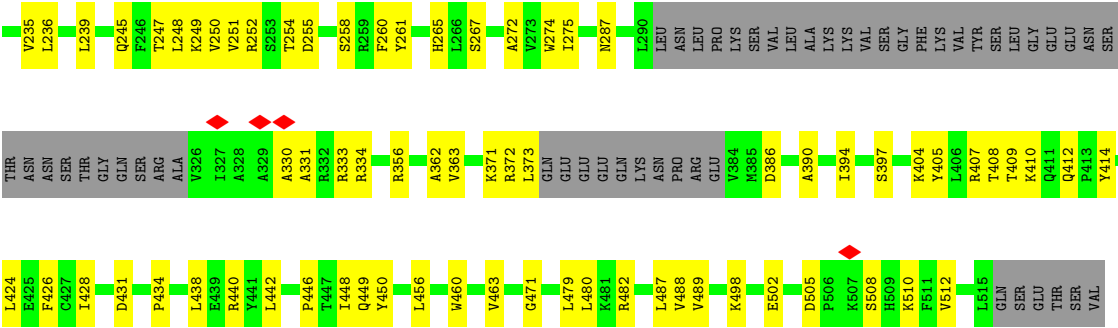 V235 L236 L239 Q245 F246 T247 L248 K249 V250 V251 R252 S253 T254 D255 S258 R259 F260 Y261 H265 L266 S267 A272 V273 W274 I275 N287 L290 LEU ASN LEU PRO LYS SER VAL LEU ALA LYS LYS VAL SER GLY PHE LYS VAL TYR SER LEU GLY GLU GLU ASN SER
THR ASN ASN SER THR GLY GLN SER ARG ALA V326 I327 A328 A329 A330 A331 R332 R333 R334 R356 A362 V363 K371 R372 L373 GLN GLU GLU GLU GLN LYS ASN PRO ARG GLU V384 M385 D386 A390 I394 S397 K404 Y405 L406 R407 T408 T409 K410 Q411 Q412 P413 Y414
L424 E425 F426 C427 I428 D431 P434 L438 E439 R440 Y441 L442 P446 T447 I448 Q449 Y450 L456 W460 V463 G471 L479 L480 K481 R482 L487 V488 V489 K498 E502 D505 P506 K507 S508 H509 K510 F511 V512 L515 GLN SER GLU THR SER VAL